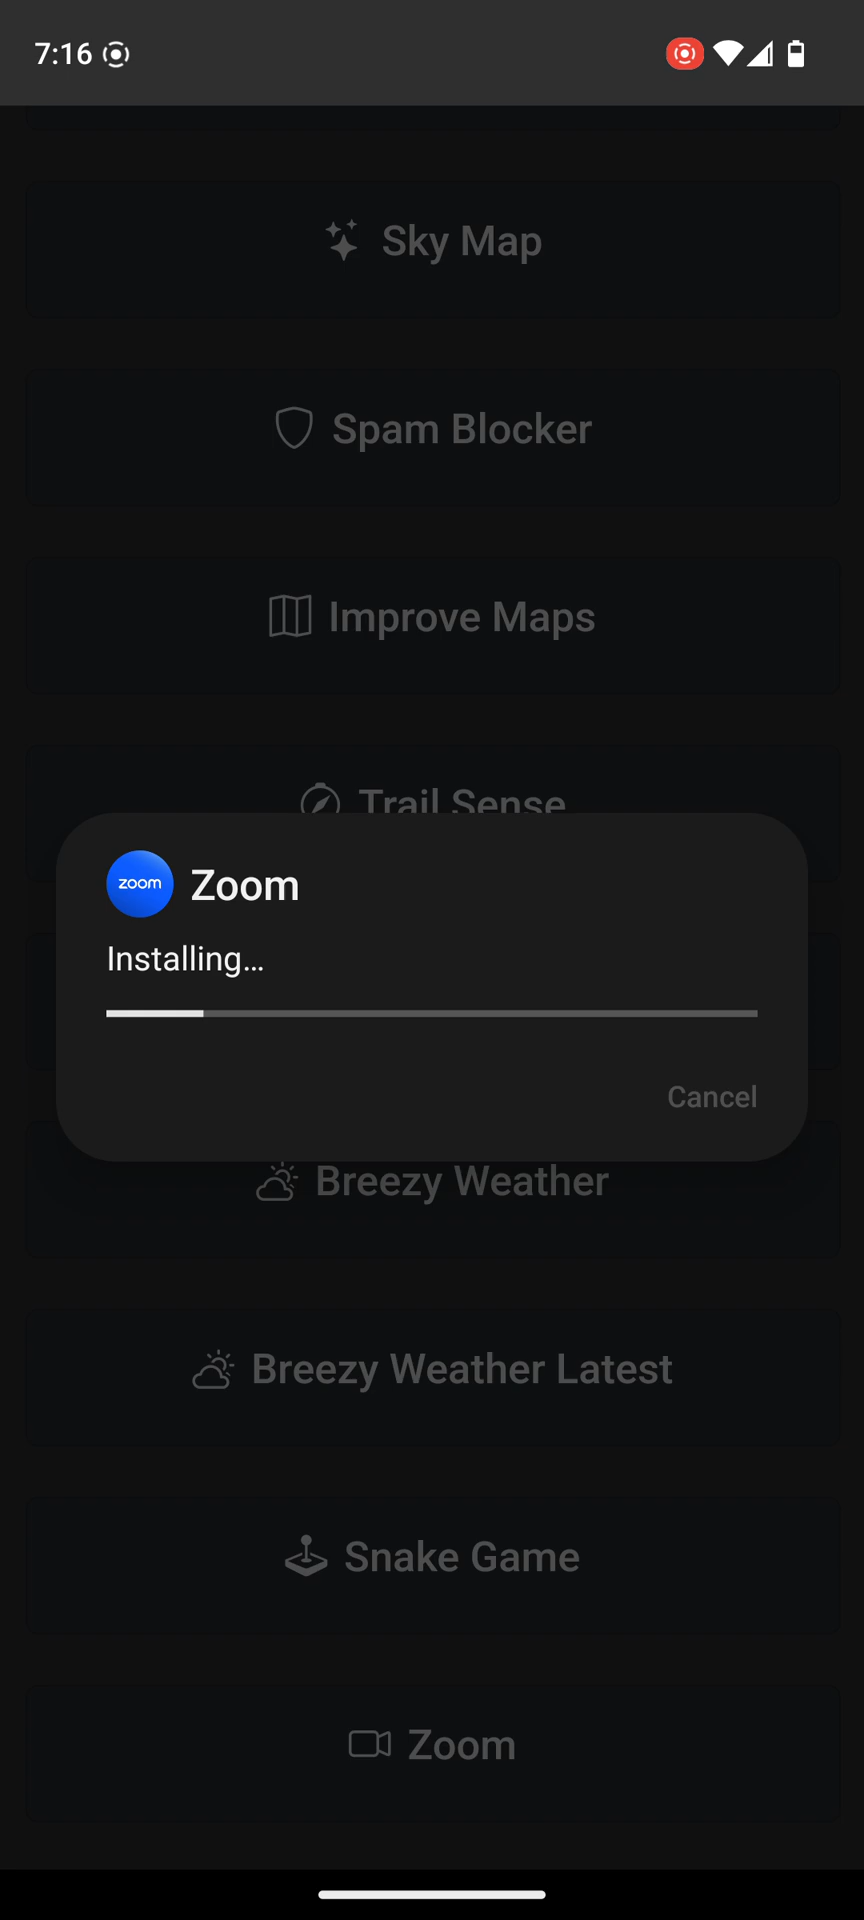 7:16
Sky Map
Spam Blocker
Improve Maps
Trail Sense
zoom Zoom
Installing…
Cancel
Breezy Weather
Breezy Weather Latest
Snake Game
Zoom